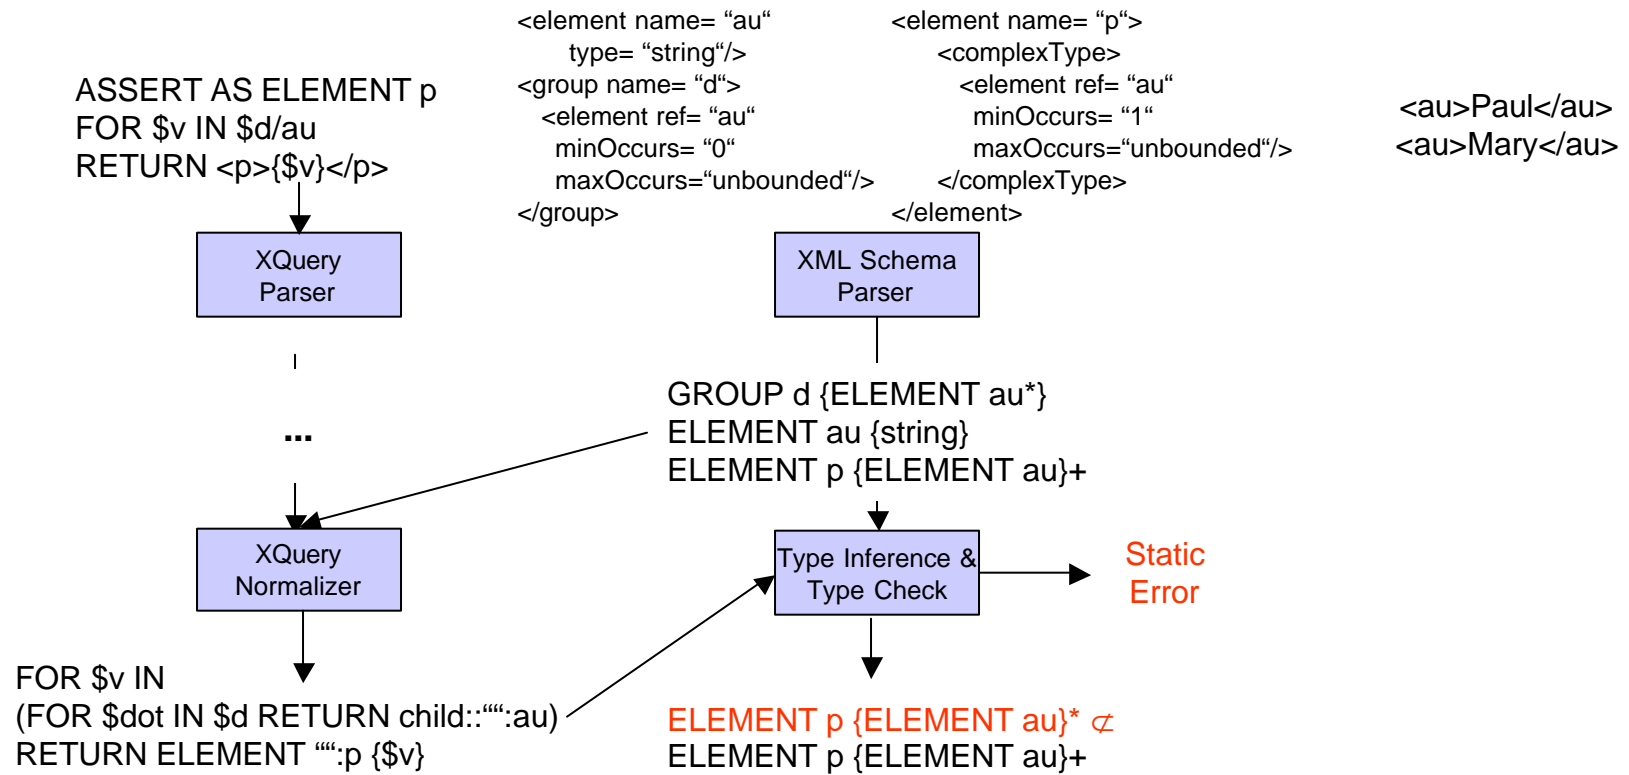 <element name= “au“
type= “string“/>
<group name= “d“>
<element ref= “au“
minOccurs= “0“
maxOccurs=“unbounded“/>
</group>
<element name= “p“>
<complexType>
<element ref= “au“
minOccurs= “1“
maxOccurs=“unbounded“/>
</complexType>
</element>
ASSERT AS ELEMENT p
FOR $v IN $d/au
RETURN <p>{$v}</p>
<au>Paul</au>
<au>Mary</au>
XQuery
Parser
XML Schema
Parser
...
GROUP d {ELEMENT au*}
ELEMENT au {string}
ELEMENT p {ELEMENT au}+
XQuery
Normalizer
Type Inference &
Type Check
Static
Error
FOR $v IN
(FOR $dot IN $d RETURN child::““:au)
RETURN ELEMENT ““:p {$v}
ELEMENT p {ELEMENT au}* ⊄
ELEMENT p {ELEMENT au}+